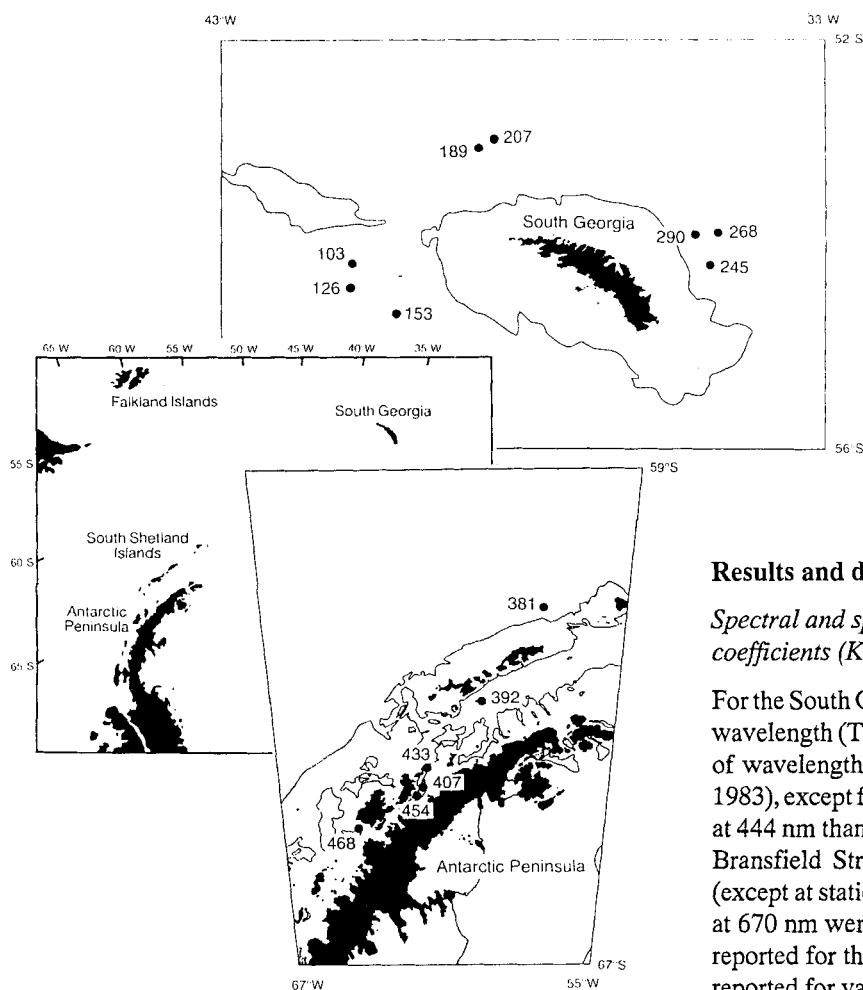 43°W
33 W
52 S
207
189
South Georgia
290
268
245
103
126
153
56°S
65 W
60 W
55 W
50 W
45 W
40 W
35 W
Falkland Islands
South Georgia
55 S
South Shetland
Islands
60 S
Antarctic
Peninsula
65 S
59°S
381
392
433
407
454
468
Antarctic Peninsula
67°S
67°W
55°W
Results and d
Spectral and sp
coefficients (K
For the South G
wavelength (T
of wavelength
1983), except f
at 444 nm than
Bransfield Str
(except at stati
at 670 nm wer
reported for th
reported for va